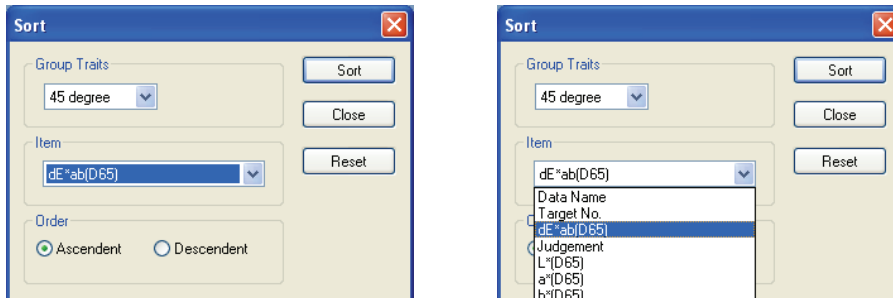 Sort
Group Traits
45 degree
Sort
Close
Item
dE*ab(D65)
Reset
Order
Ascendent
Descendent
Sort
Group Traits
45 degree
Sort
Close
Item
dE*ab(D65)
Reset
Data Name
Target No.
dE*ab(D65)
Judgement
L*(D65)
a*(D65)
b*(D65)